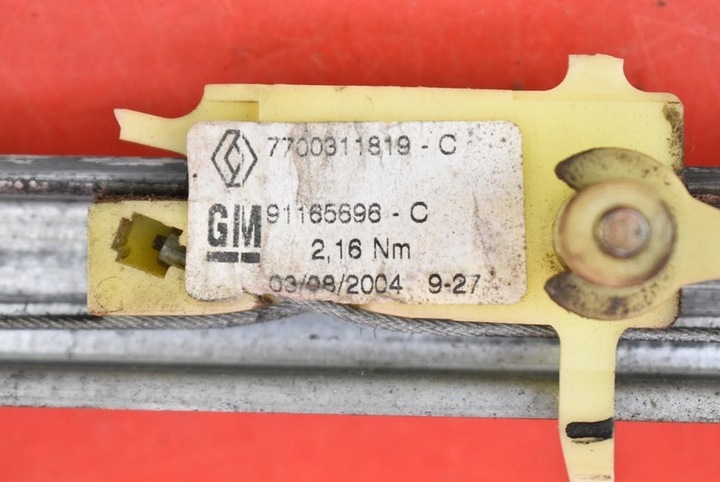 7700311819 - C
GM 91165696 - C
2,16 Nm
03/08/2004 9-27